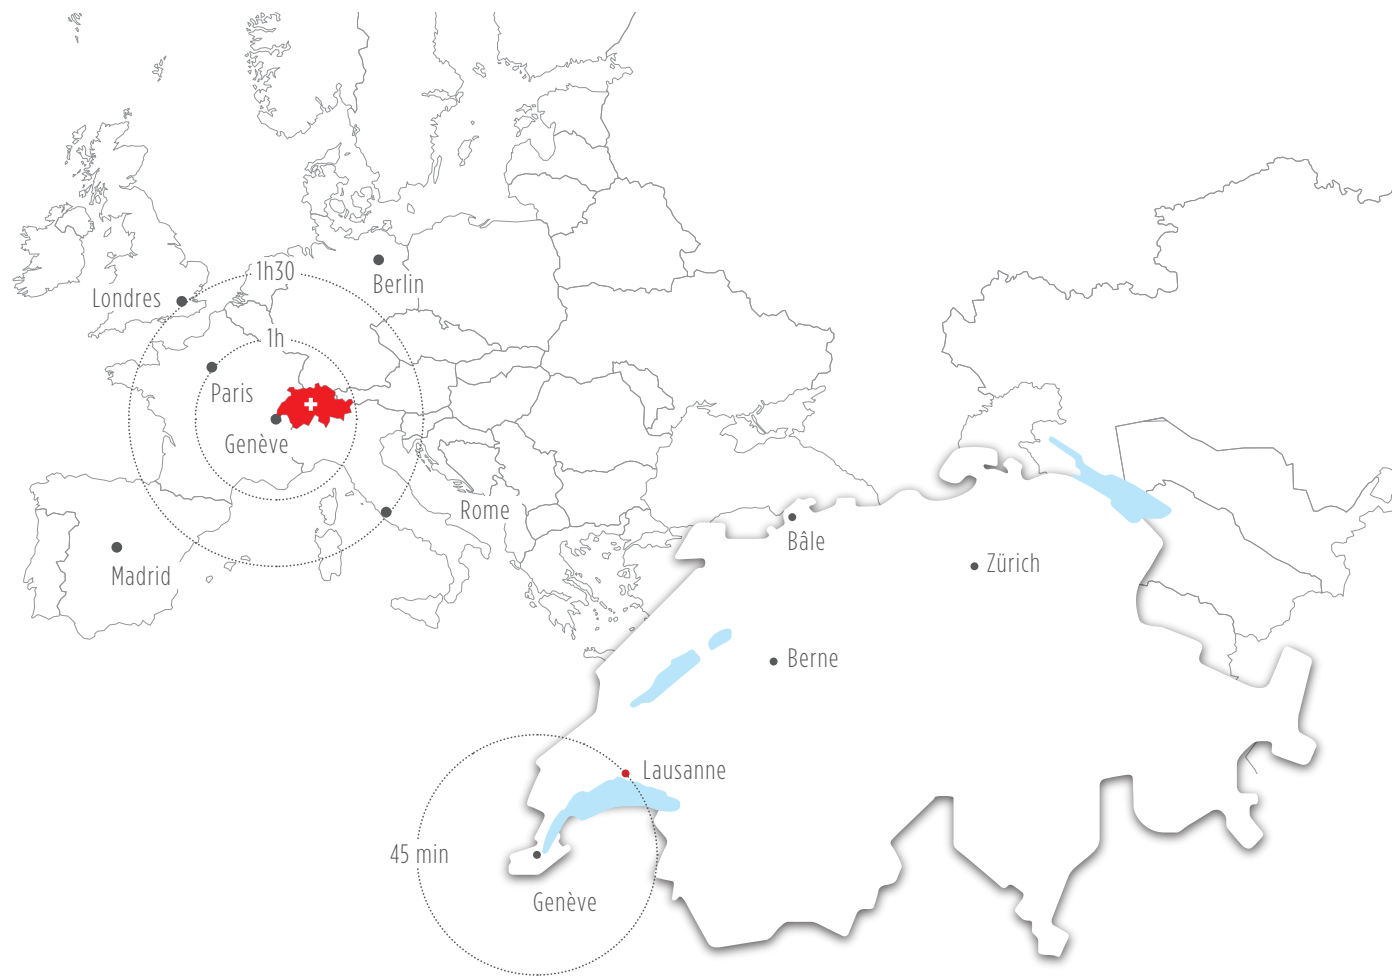 1h30
Berlin
Londres
1h
Paris
Genève
Rome
Madrid
Bâle
Zürich
Berne
Lausanne
45 min
Genève